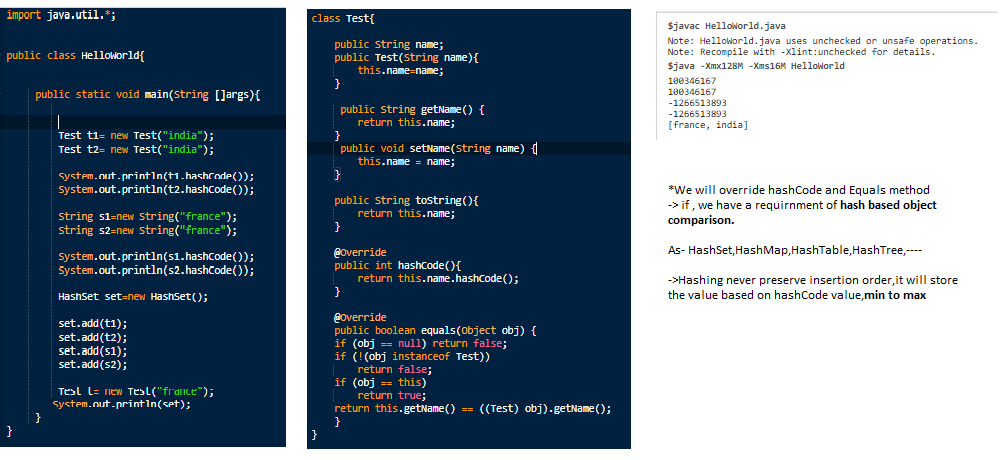 import java.util.*;
public class HelloWorld{
public static void main(String []args){
Test t1= new Test("india");
Test t2= new Test("india");
System.out.println(t1.hashCode());
System.out.println(t2.hashCode());
String s1=new String("france");
String s2=new String("france");
System.out.println(s1.hashCode());
System.out.println(s2.hashCode());
HashSet set=new HashSet();
set.add(t1);
set.add(t2);
set.add(s1);
set.add(s2);
Test t= new Test("france");
System.out.println(set);
}
}
class Test{
public String name;
public Test(String name){
this.name=name;
}
public String getName() {
return this.name;
}
public void setName(String name) {
this.name = name;
}
public String toString(){
return this.name;
}
@Override
public int hashCode(){
return this.name.hashCode();
}
@Override
public boolean equals(Object obj) {
if (obj == null) return false;
if (!(obj instanceof Test))
return false;
if (obj == this)
return true;
return this.getName() == ((Test) obj).getName();
}
}
$javac HelloWorld.java
Note: HelloWorld.java uses unchecked or unsafe operations.
Note: Recompile with -Xlint:unchecked for details.
$java -Xmx128M -Xms16M HelloWorld
100346167
100346167
-1266513893
-1266513893
[france, india]
*We will override hashCode and Equals method
-> if , we have a requirnment of hash based object
comparison.
As- HashSet,HashMap,HashTable,HashTree,----
->Hashing never preserve insertion order,it will store
the value based on hashCode value,min to max